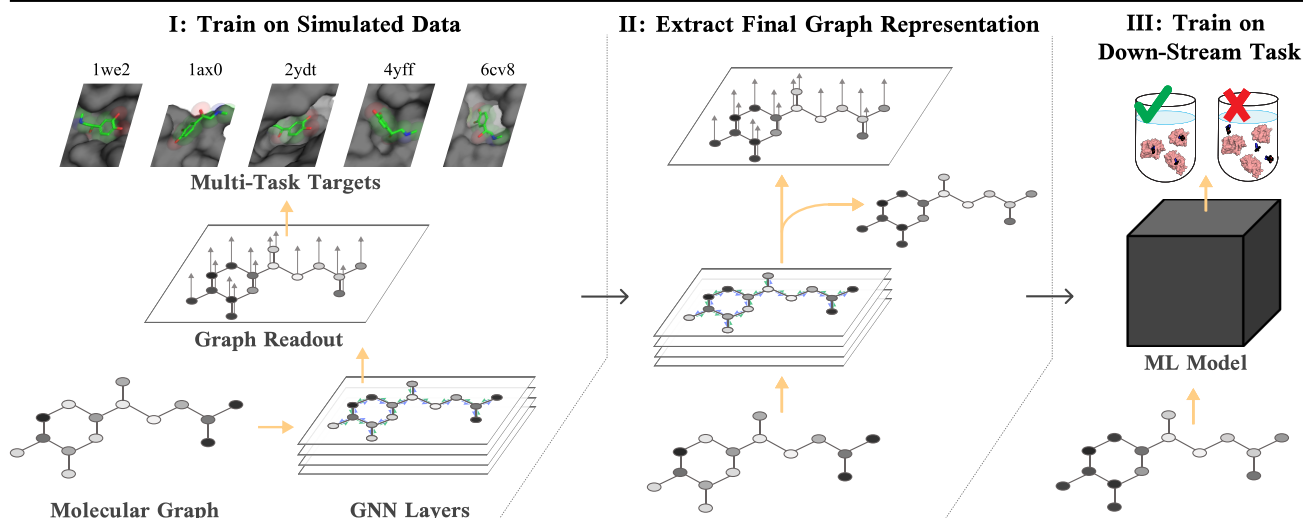 I: Train on Simulated Data
1we2 1ax0 2ydt 4yff 6cv8
Multi-Task Targets
Graph Readout
Molecular Graph
GNN Layers
II: Extract Final Graph Representation
III: Train on
Down-Stream Task
ML Model